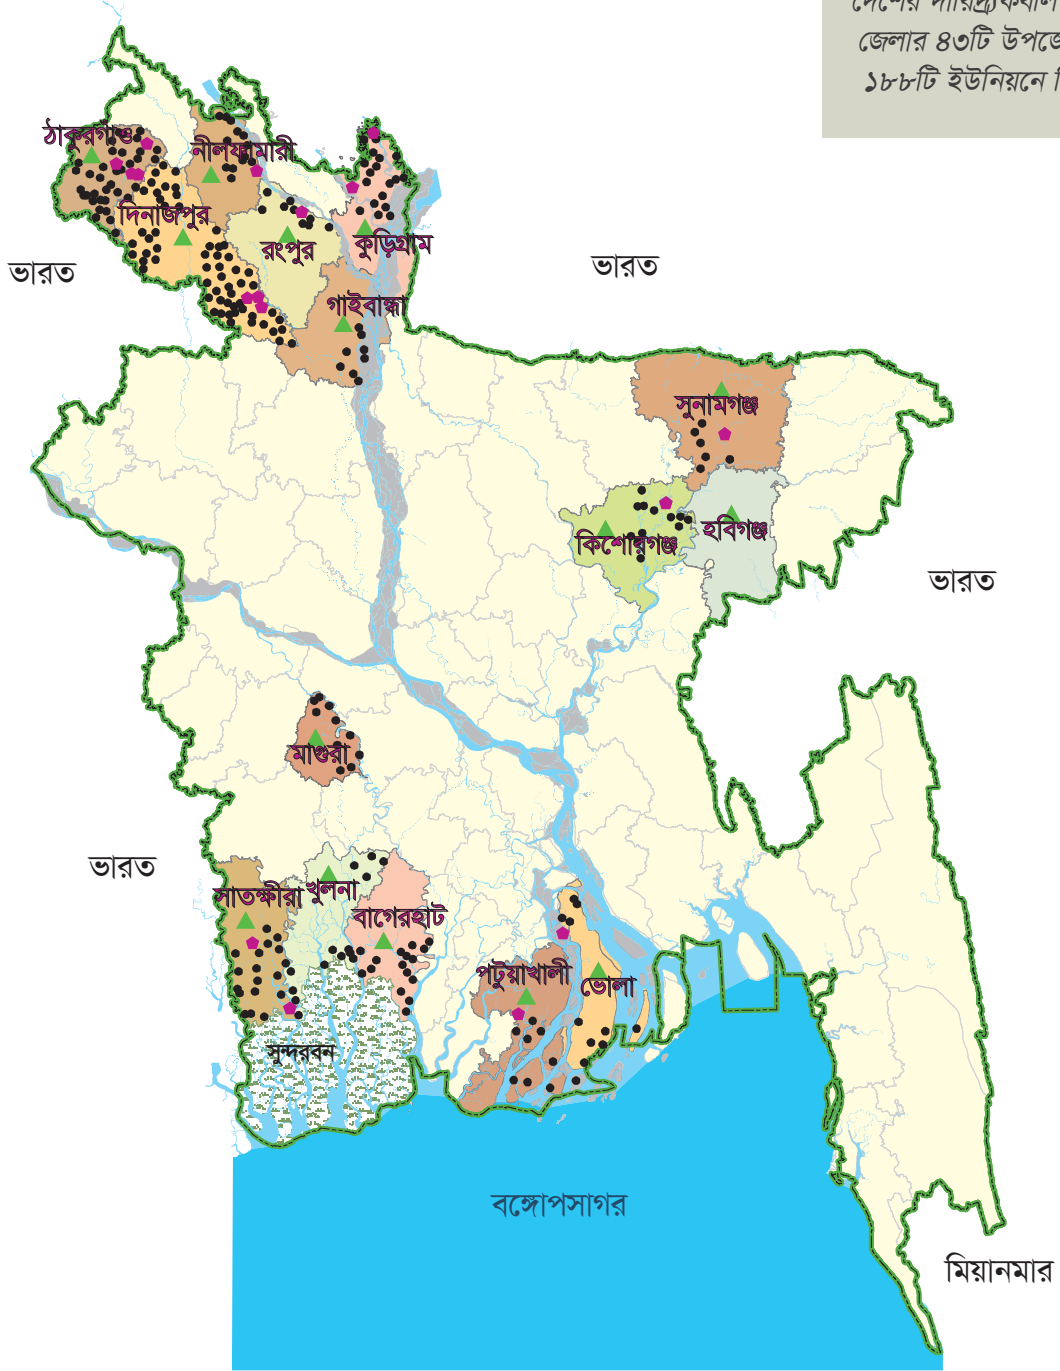 জেলার ৪৩টি
১৮৮টি ইউনিয়নে
ঠাকুরগাঁও
নীলফামারী
দিনাজপুর
রংপুর
কুড়িগ্রাম
ভারত
ভারত
গাইবান্ধা
সুনামগঞ্জ
কিশোরগঞ্জ
হবিগঞ্জ
ভারত
মাগুরা
ভারত
সাতক্ষীরা
খুলনা
বাগেরহাট
পটুয়াখালী
ভোলা
সুন্দরবন
বঙ্গোপসাগর
মিয়ানমার